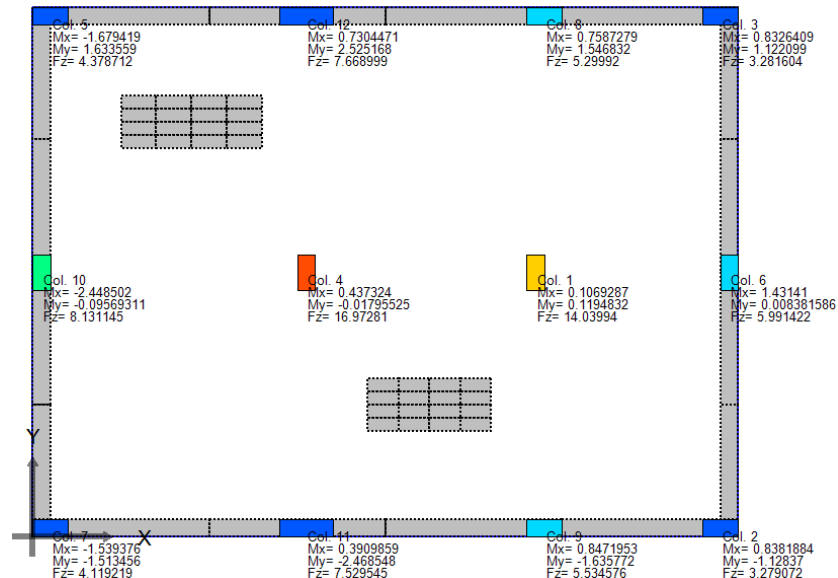 Col. 5
Mx= -1.679419
My= 1.633559
Fz= 4.378712
Col. 12
Mx= 0.7304471
My= 2.525168
Fz= 7.668999
Col. 8
Mx= 0.7587279
My= 1.546832
Fz= 5.29992
Col. 3
Mx= 0.8326409
My= 1.122099
Fz= 3.281604
Col. 10
Mx= -2.448502
My= -0.09569311
Fz= 8.131145
Col. 4
Mx= 0.437324
My= -0.01795525
Fz= 16.97281
Col. 1
Mx= 0.1069287
My= 0.1194832
Fz= 14.03994
Col. 6
Mx= 1.43141
My= 0.008381586
Fz= 5.991422
Y
X
Col. 7
Mx= -1.539376
My= -1.513456
Fz= 4.119219
Col. 11
Mx= 0.3909859
My= -2.468548
Fz= 7.529545
Col. 9
Mx= 0.8471953
My= -1.635772
Fz= 5.534576
Col. 2
Mx= 0.8381884
My= -1.12837
Fz= 3.279072